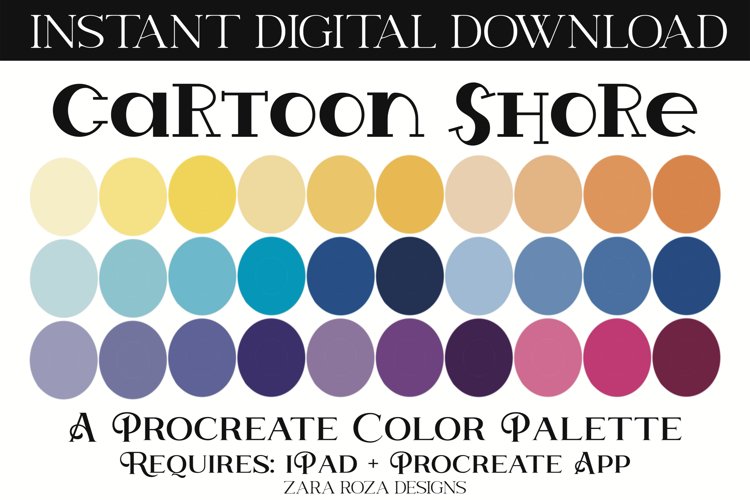 INSTANT DIGITAL DOWNLOAD
CARTOON SHORE
A PROCREATE COLOR PALETTE
REQUIRES: IPAD + PROCREATE APP
ZARA ROZA DESIGNS